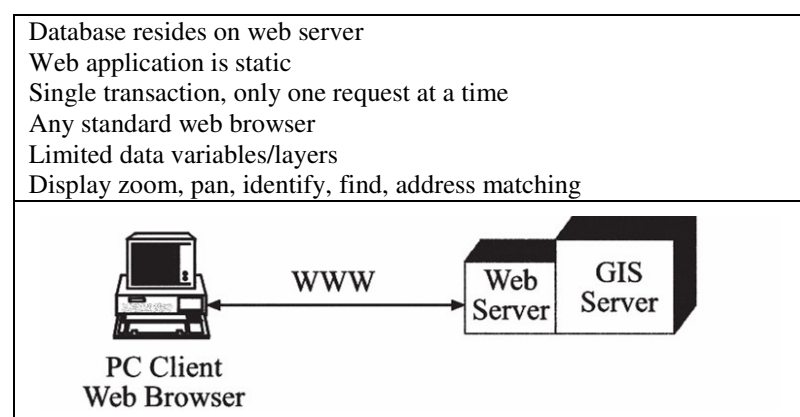 Database resides on web server
Web application is static
Single transaction, only one request at a time
Any standard web browser
Limited data variables/layers
Display zoom, pan, identify, find, address matching
WWW
Web
Server
GIS
Server
PC Client
Web Browser